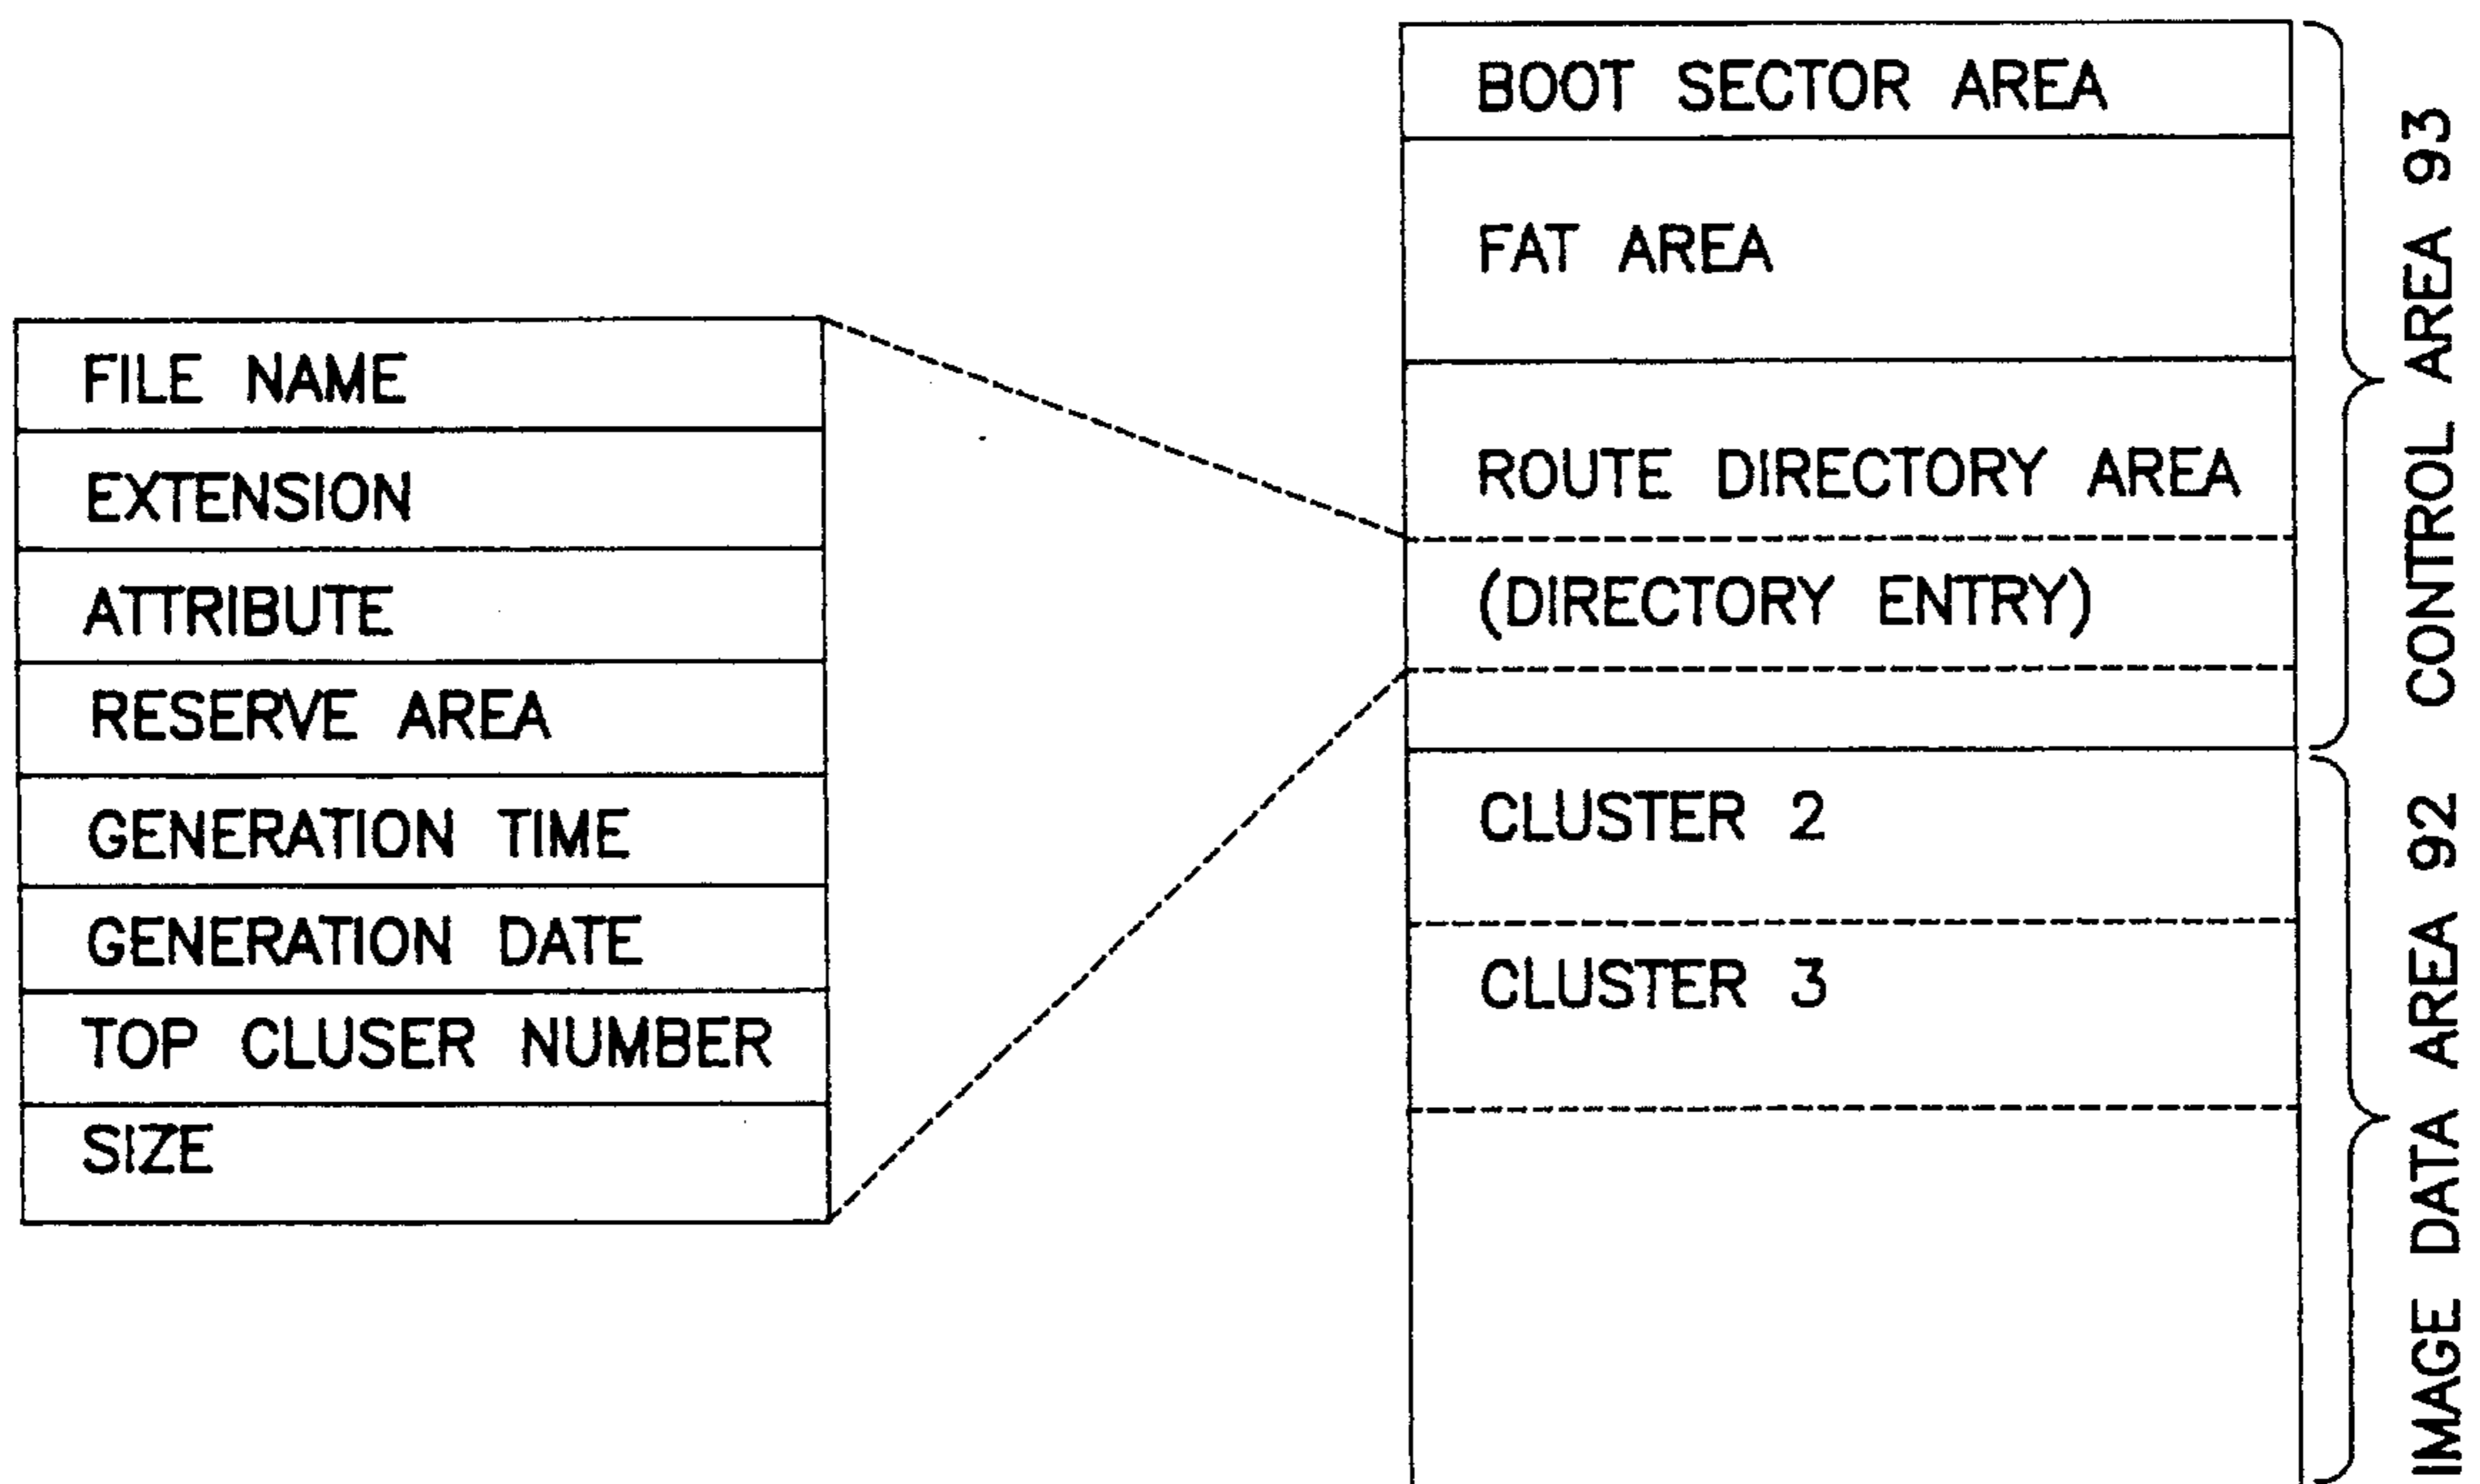 FILE NAME
EXTENSION
ATTRIBUTE
RESERVE AREA
GENERATION TIME
GENERATION DATE
TOP CLUSER NUMBER
SIZE
BOOT SECTOR AREA
FAT AREA
ROUTE DIRECTORY AREA
(DIRECTORY ENTRY)
CLUSTER 2
CLUSTER 3
CONTROL AREA 93
IMAGE DATA AREA 92